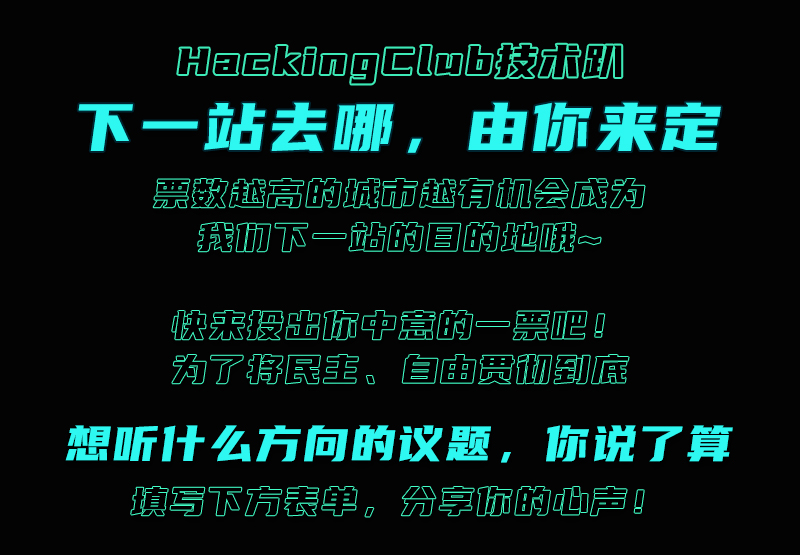 HackingClub技术趴
下一站去哪，由你来定
票数越高的城市越有机会成为
我们下一站的目的地哦~
快来投出你中意的一票吧！
为了将民主、自由贯彻到底
想听什么方向的议题，你说了算
填写下方表单，分享你的心声！